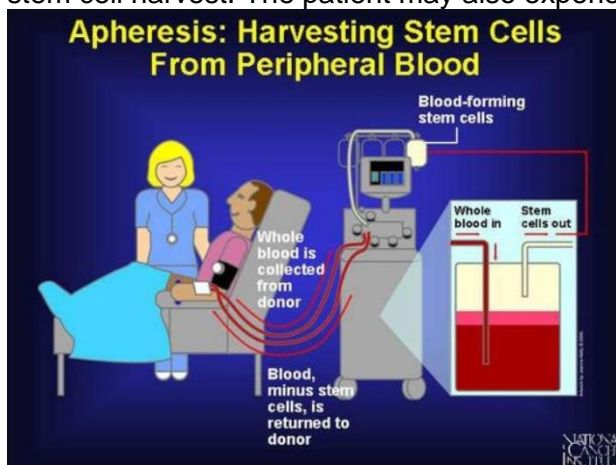 stem cell harvest. The patient may also
Apheresis: Harvesting Stem Cells
From Peripheral Blood
Blood-forming
stem cells
Whole
blood in
Stem
cells out
Whole
blood is
collected
from
donor
Blood,
minus stem
cells, is
returned to
donor
NATIONAL
CANCER
INSTITUTE